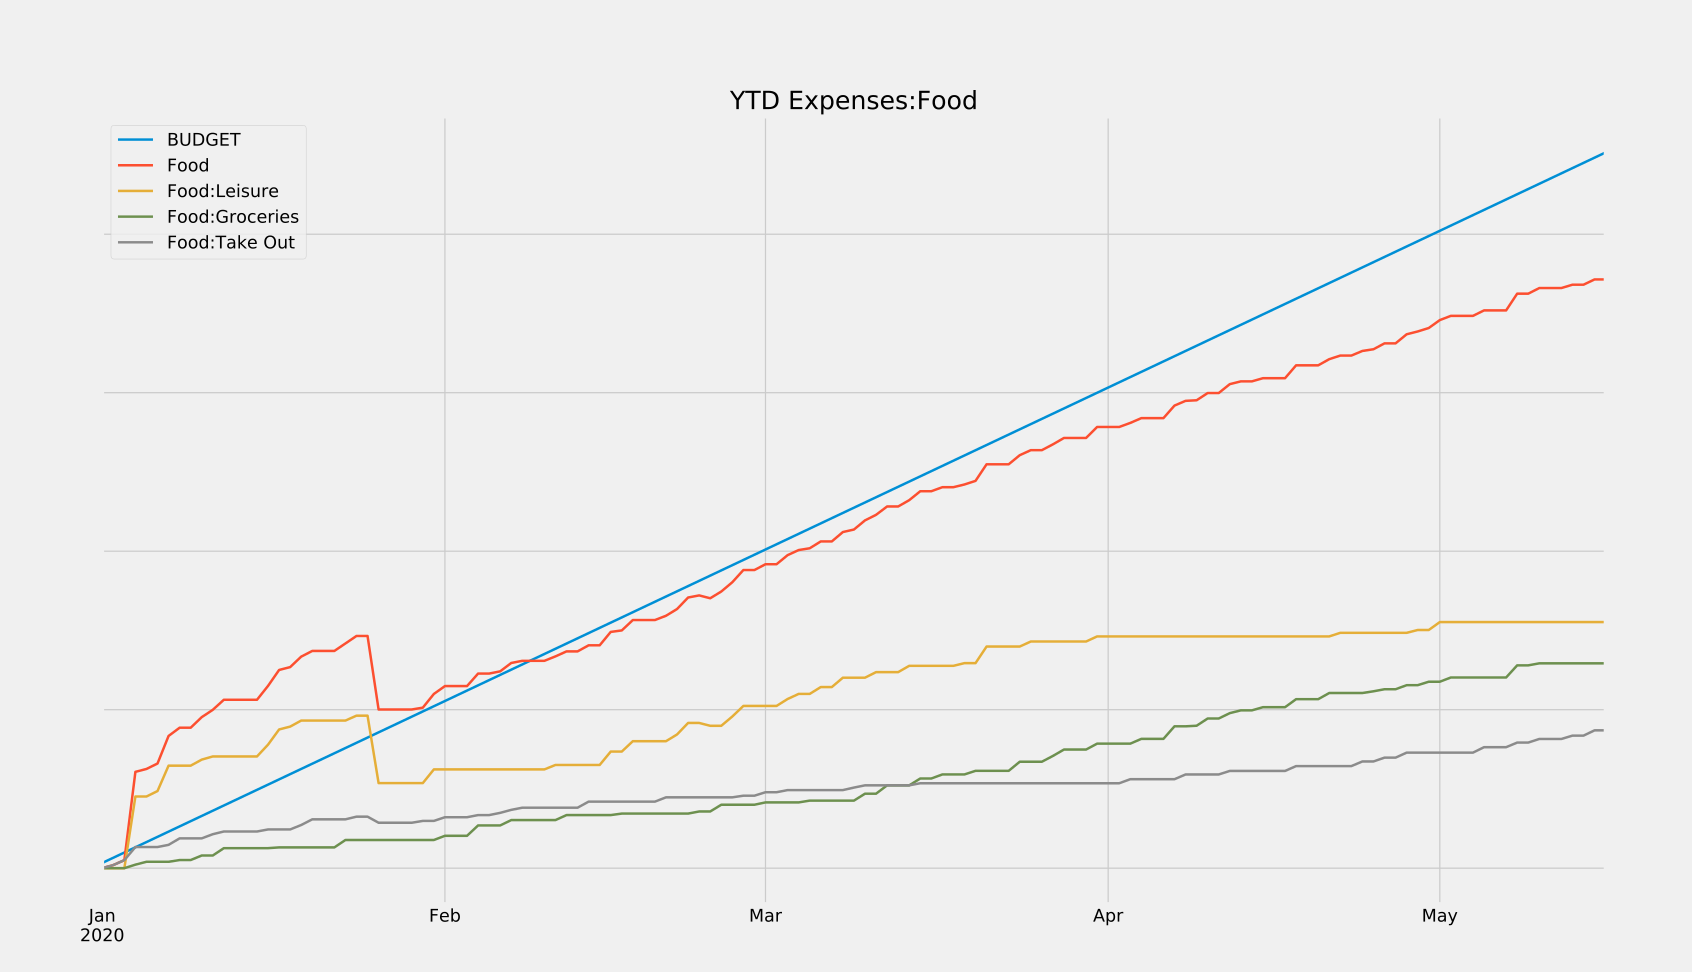 YTD Expenses:Food
BUDGET
Food
Food:Leisure
Food:Groceries
Food:Take Out
Jan Feb Mar Apr May
2020